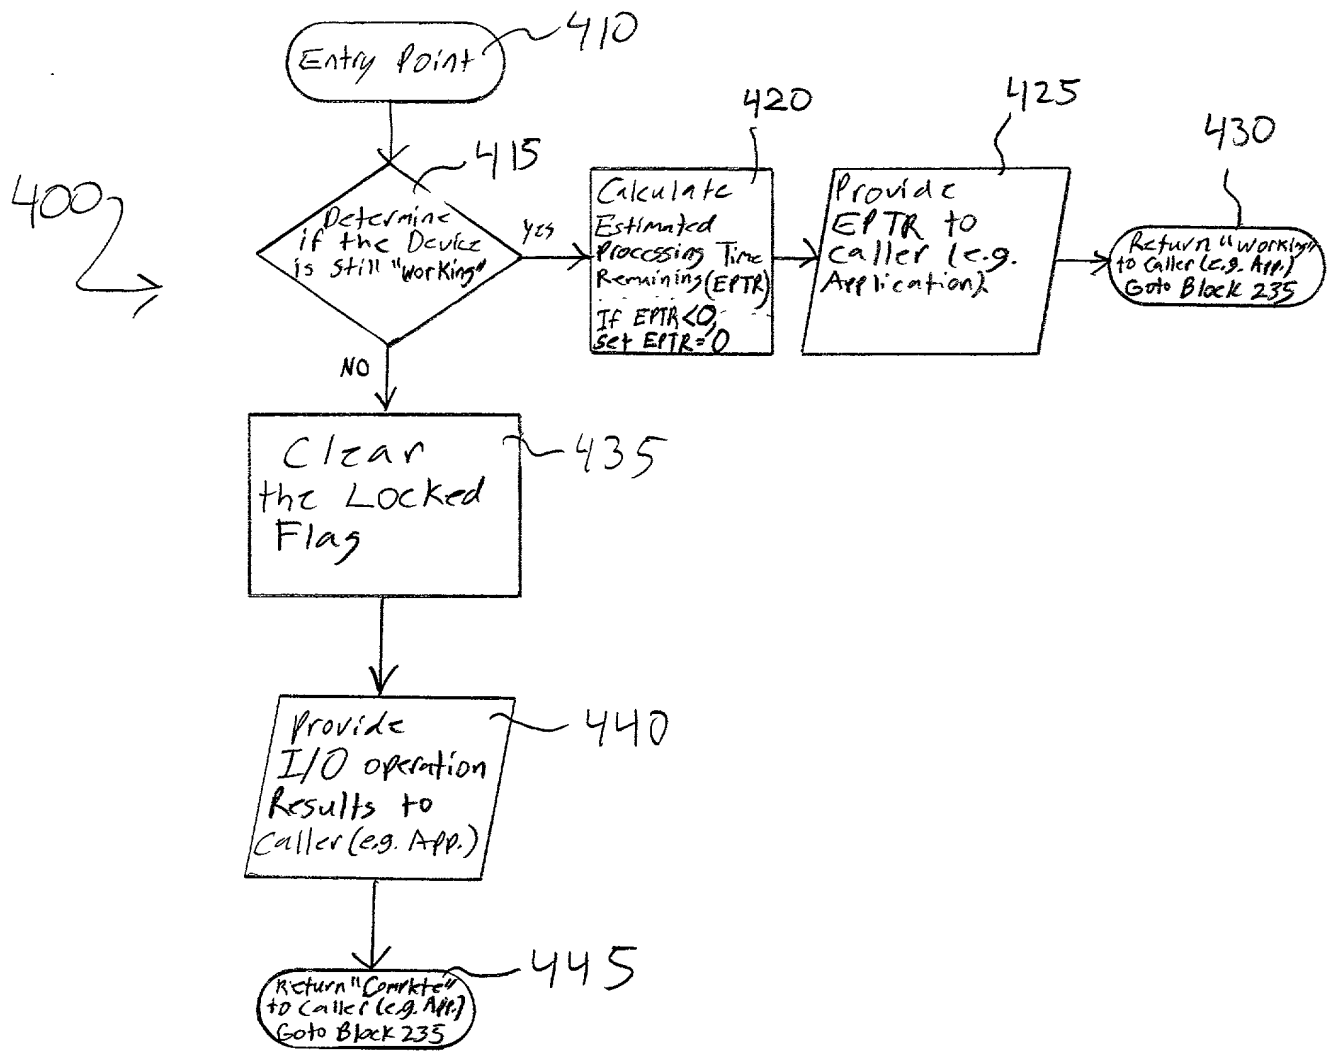 Entry Point
410
415
400
Determine
if the Device
is still "working"
YES
420
Calculate
Estimated
Processing Time
Remaining (EPTR)
If EPTR<0,
set EPTR=0
425
Provide
EPTR to
caller (e.g.
Application)
430
Return "working"
to caller (e.g. App.)
Goto Block 235
NO
435
Clear
the Locked
Flag
440
Provide
I/O operation
Results to
Caller (e.g. App.)
445
Return "Complete"
to Caller (e.g. App.)
Goto Block 235